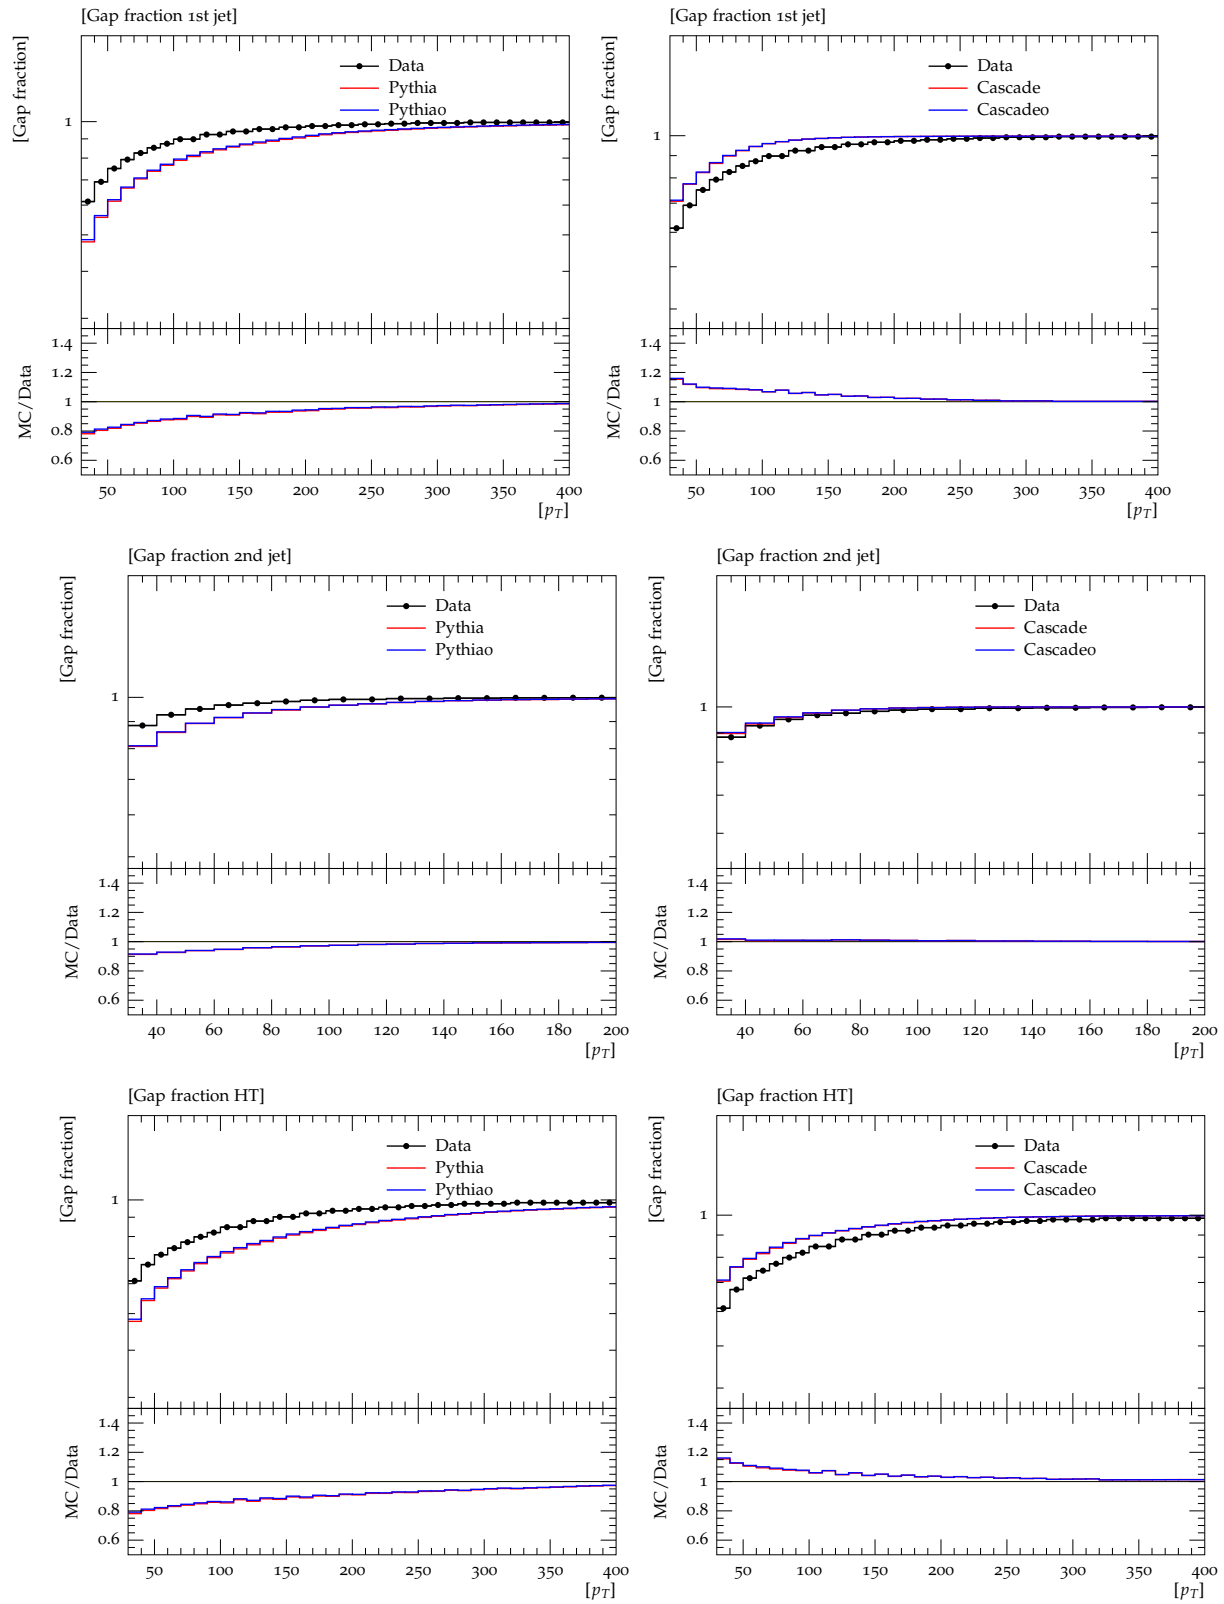 [Gap fraction 1st jet]
[Gap fraction]
Data
Pythia
Pythiao
1
MC/Data
1.4
1.2
1
0.8
0.6
50 100 150 200 250 300 350 400
[pT]
[Gap fraction 1st jet]
[Gap fraction]
Data
Cascade
Cascadeo
1
MC/Data
1.4
1.2
1
0.8
0.6
50 100 150 200 250 300 350 400
[pT]
[Gap fraction 2nd jet]
[Gap fraction]
Data
Pythia
Pythiao
1
MC/Data
1.4
1.2
1
0.8
0.6
40 60 80 100 120 140 160 180 200
[pT]
[Gap fraction 2nd jet]
[Gap fraction]
Data
Cascade
Cascadeo
1
MC/Data
1.4
1.2
1
0.8
0.6
40 60 80 100 120 140 160 180 200
[pT]
[Gap fraction HT]
[Gap fraction]
Data
Pythia
Pythiao
1
MC/Data
1.4
1.2
1
0.8
0.6
50 100 150 200 250 300 350 400
[pT]
[Gap fraction HT]
[Gap fraction]
Data
Cascade
Cascadeo
1
MC/Data
1.4
1.2
1
0.8
0.6
50 100 150 200 250 300 350 400
[pT]